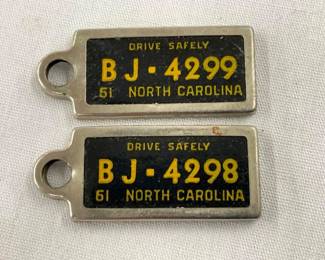 DRIVE SAFELY
BJ·4299
51 NORTH CAROLINA
DRIVE SAFELY
BJ·4298
51 NORTH CAROLINA